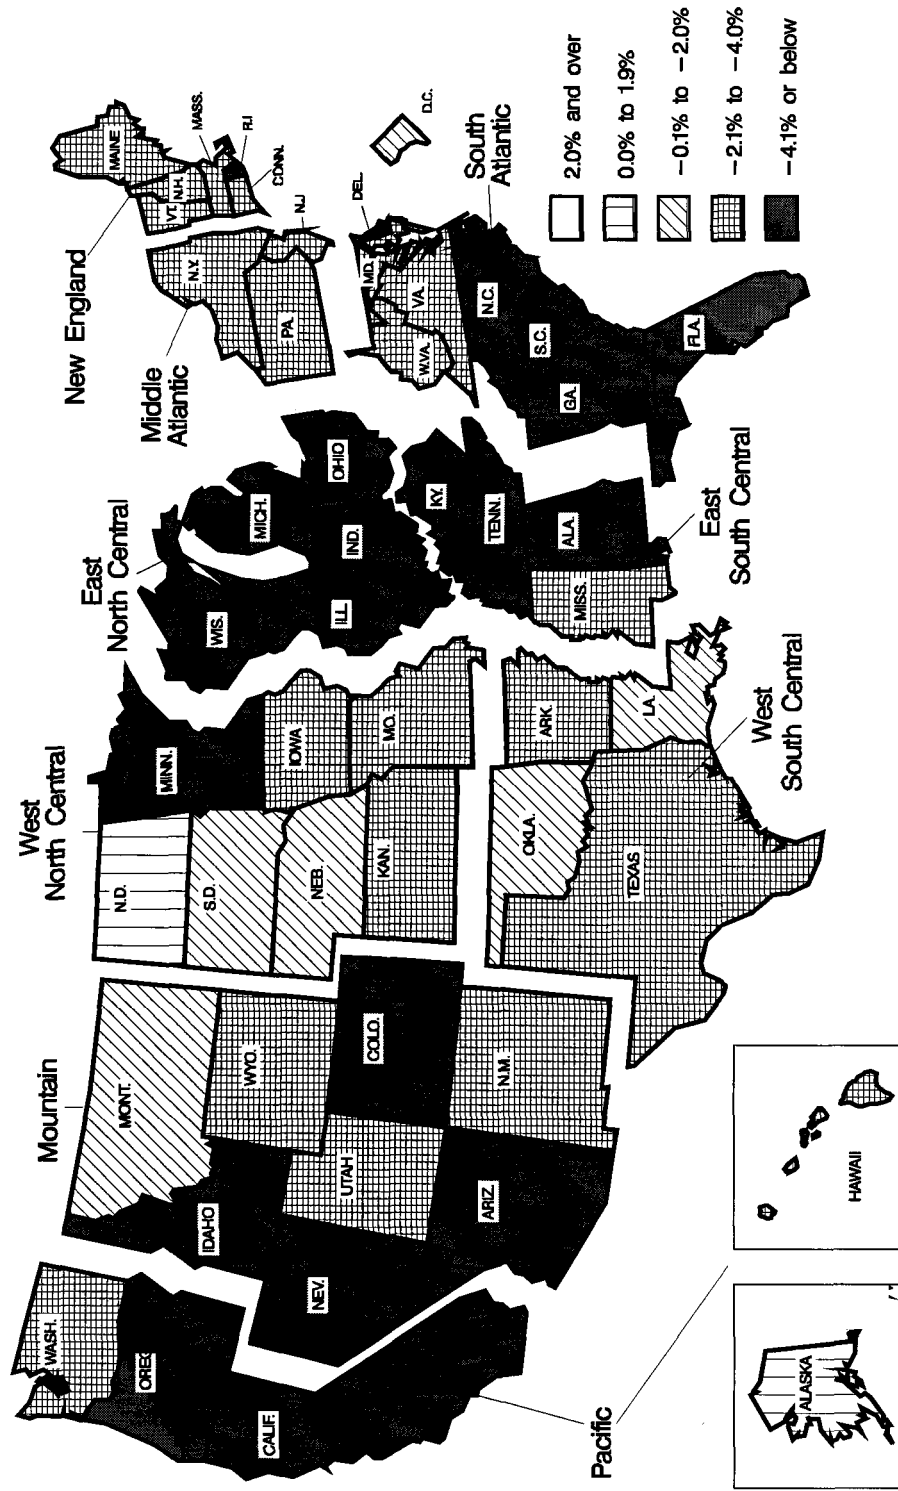 New England
Middle
Atlantic
East
North Central
West
North Central
Mountain
Pacific
South
Atlantic
East
South Central
West
South Central
WASH.
OREG
CALIF.
NEV.
IDAHO
MONT.
WYO.
UTAH
COLO.
ARIZ
N.M.
N.D.
S.D.
NEB.
KAN.
MINN.
IOWA
MO.
OKLA.
TEXAS
ARK.
LA.
WIS.
MICH.
ILL
IND.
OHIO
KY.
TENN.
MISS.
ALA.
MAINE
VT.
N.H.
MASS.
R.I
CONN.
N.Y.
PA.
N.J
DEL.
MD.
D.C.
VA.
W.VA.
N.C.
S.C.
GA.
FLA.
ALASKA
HAWAII
2.0% and over
0.0% to 1.9%
−0.1% to −2.0%
−2.1% to −4.0%
−4.1% or below